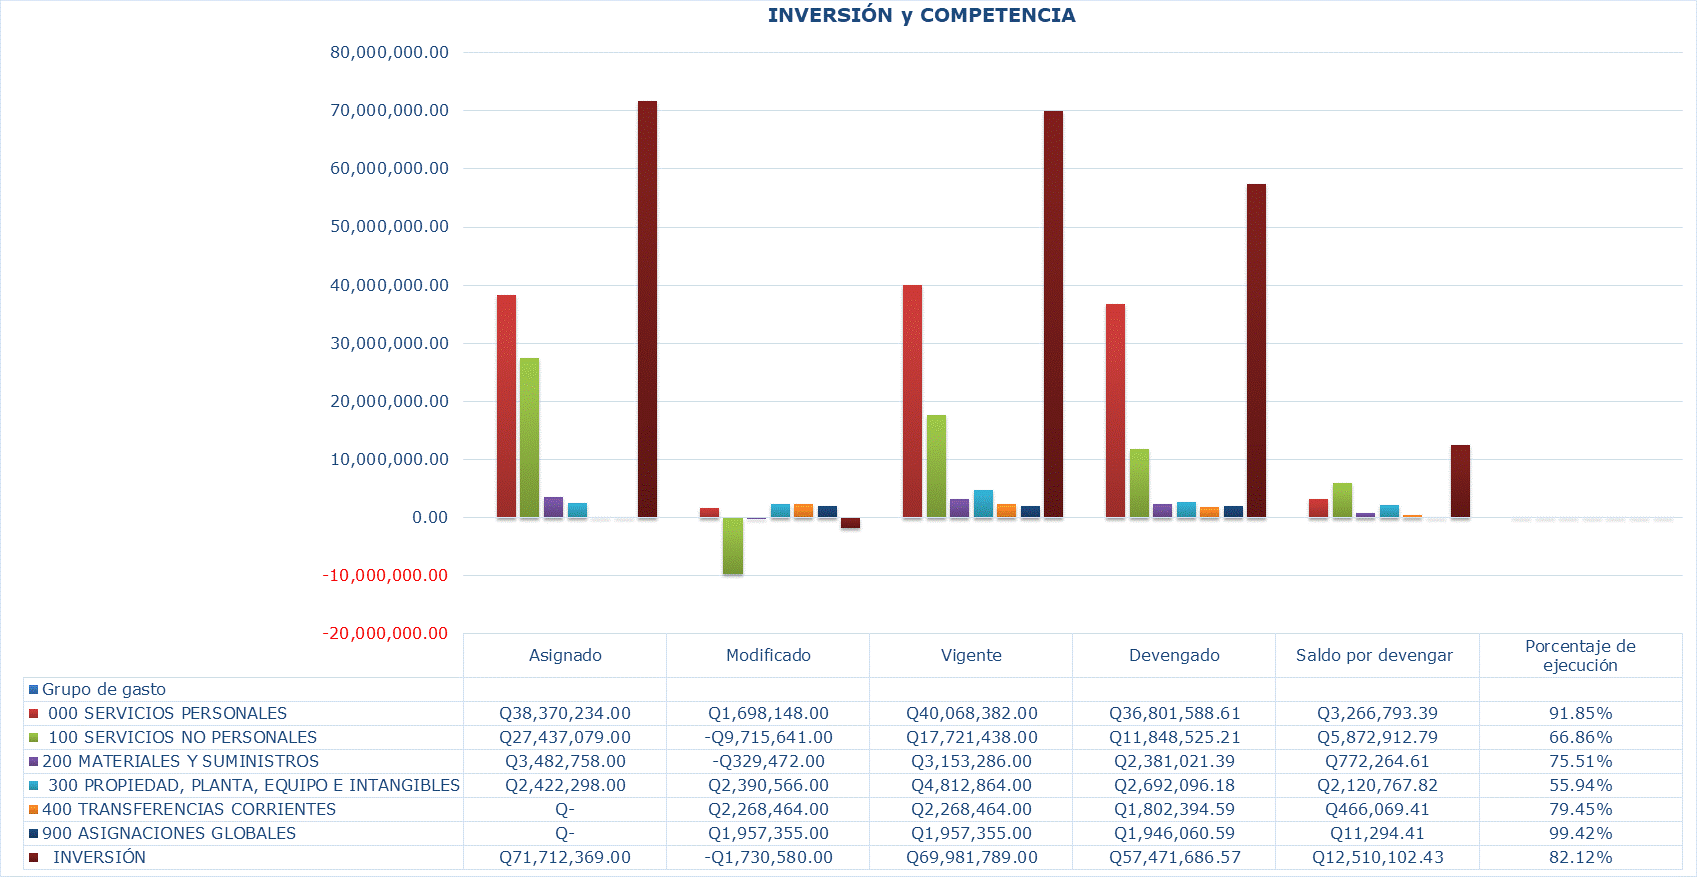 INVERSIÓN y COMPETENCIA
80,000,000.00
70,000,000.00
60,000,000.00
50,000,000.00
40,000,000.00
30,000,000.00
20,000,000.00
10,000,000.00
0.00
-10,000,000.00
-20,000,000.00
Asignado Modificado Vigente Devengado Saldo por devengar Porcentaje de
ejecución
Grupo de gasto
000 SERVICIOS PERSONALES Q38,370,234.00 Q1,698,148.00 Q40,068,382.00 Q36,801,588.61 Q3,266,793.39 91.85%
100 SERVICIOS NO PERSONALES Q27,437,079.00 -Q9,715,641.00 Q17,721,438.00 Q11,848,525.21 Q5,872,912.79 66.86%
200 MATERIALES Y SUMINISTROS Q3,482,758.00 -Q329,472.00 Q3,153,286.00 Q2,381,021.39 Q772,264.61 75.51%
300 PROPIEDAD, PLANTA, EQUIPO E INTANGIBLES Q2,422,298.00 Q2,390,566.00 Q4,812,864.00 Q2,692,096.18 Q2,120,767.82 55.94%
400 TRANSFERENCIAS CORRIENTES Q- Q2,268,464.00 Q2,268,464.00 Q1,802,394.59 Q466,069.41 79.45%
900 ASIGNACIONES GLOBALES Q- Q1,957,355.00 Q1,957,355.00 Q1,946,060.59 Q11,294.41 99.42%
INVERSIÓN Q71,712,369.00 -Q1,730,580.00 Q69,981,789.00 Q57,471,686.57 Q12,510,102.43 82.12%